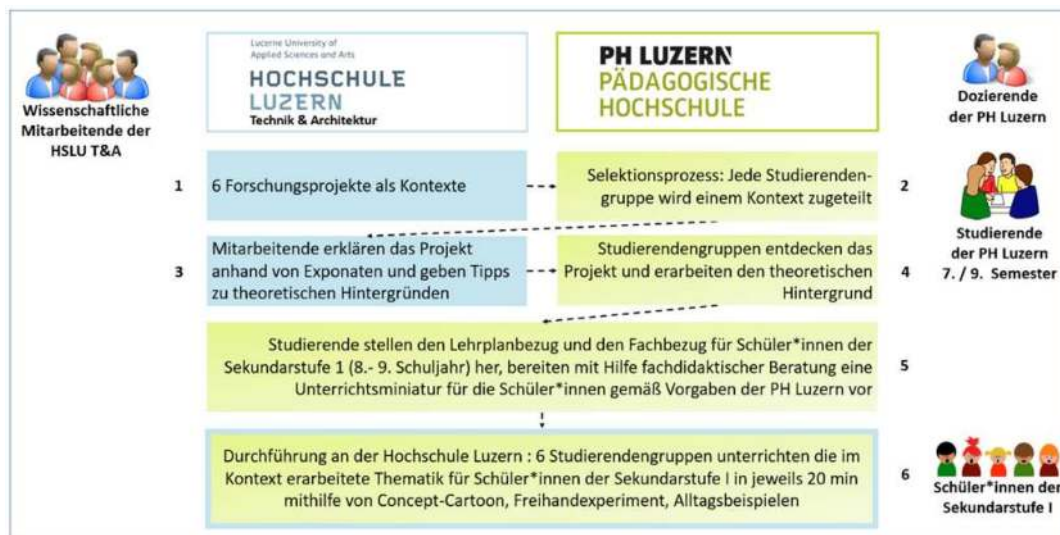 Wissenschaftliche
Mitarbeitende der
HSLU T&A
Lucerne University of
Applied Sciences and Arts
HOCHSCHULE
LUZERN
Technik & Architektur
PH LUZERN
PÄDAGOGISCHE
HOCHSCHULE
Dozierende
der PH Luzern
1
6 Forschungsprojekte als Kontexte
Selektionsprozess: Jede Studierenden-
gruppe wird einem Kontext zugeteilt
2
Studierende
der PH Luzern
7. / 9. Semester
3
Mitarbeitende erklären das Projekt
anhand von Exponaten und geben Tipps
zu theoretischen Hintergründen
Studierendengruppen entdecken das
Projekt und erarbeiten den theoretischen
Hintergrund
4
Studierende stellen den Lehrplanbezug und den Fachbezug für Schüler*innen der
Sekundarstufe 1 (8.- 9. Schuljahr) her, bereiten mit Hilfe fachdidaktischer Beratung eine
Unterrichtsminiatur für die Schüler*innen gemäß Vorgaben der PH Luzern vor
5
Durchführung an der Hochschule Luzern : 6 Studierendengruppen unterrichten die im
Kontext erarbeitete Thematik für Schüler*innen der Sekundarstufe I in jeweils 20 min
mithilfe von Concept-Cartoon, Freihandexperiment, Alltagsbeispielen
6
Schüler*innen der
Sekundarstufe I